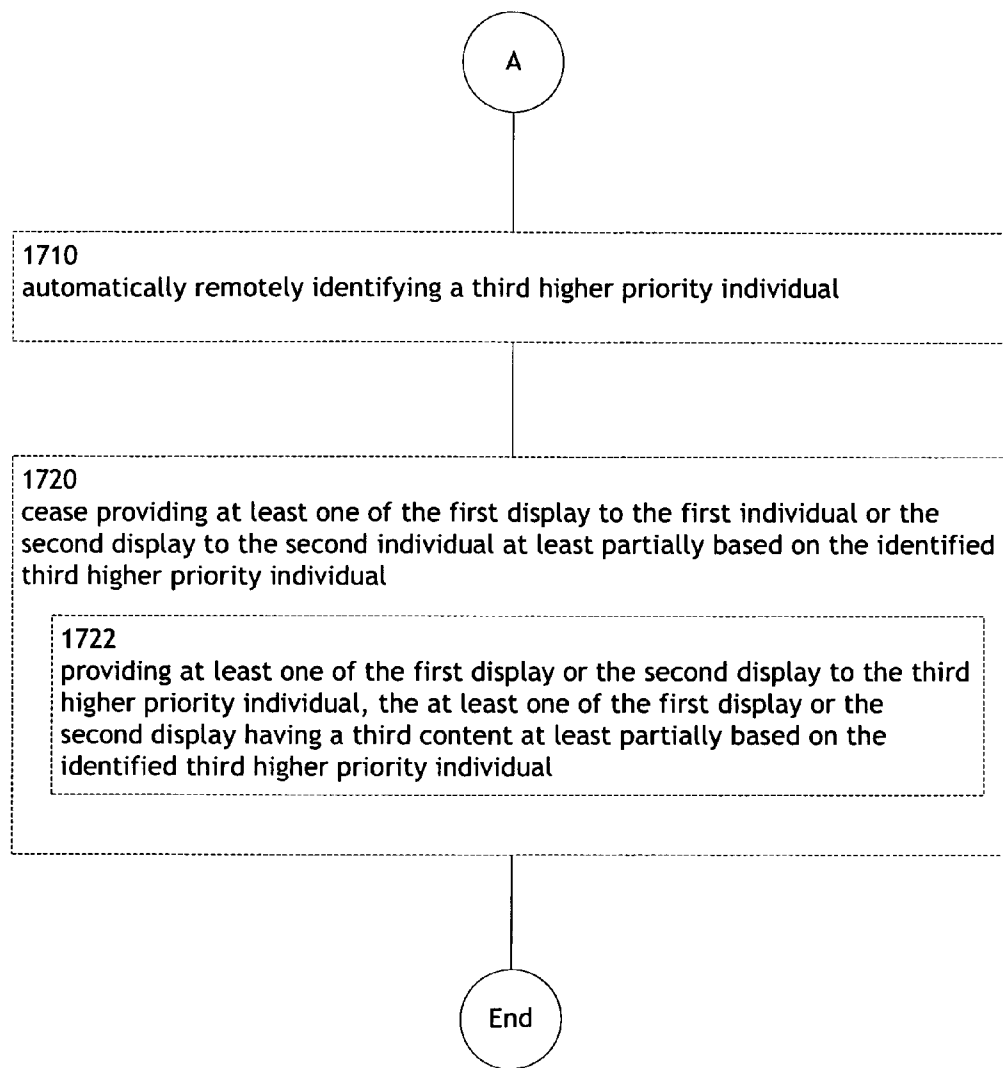 A
1710
automatically remotely identifying a third higher priority individual
1720
cease providing at least one of the first display to the first individual or the
second display to the second individual at least partially based on the identified
third higher priority individual
1722
providing at least one of the first display or the second display to the third
higher priority individual, the at least one of the first display or the
second display having a third content at least partially based on the
identified third higher priority individual
End